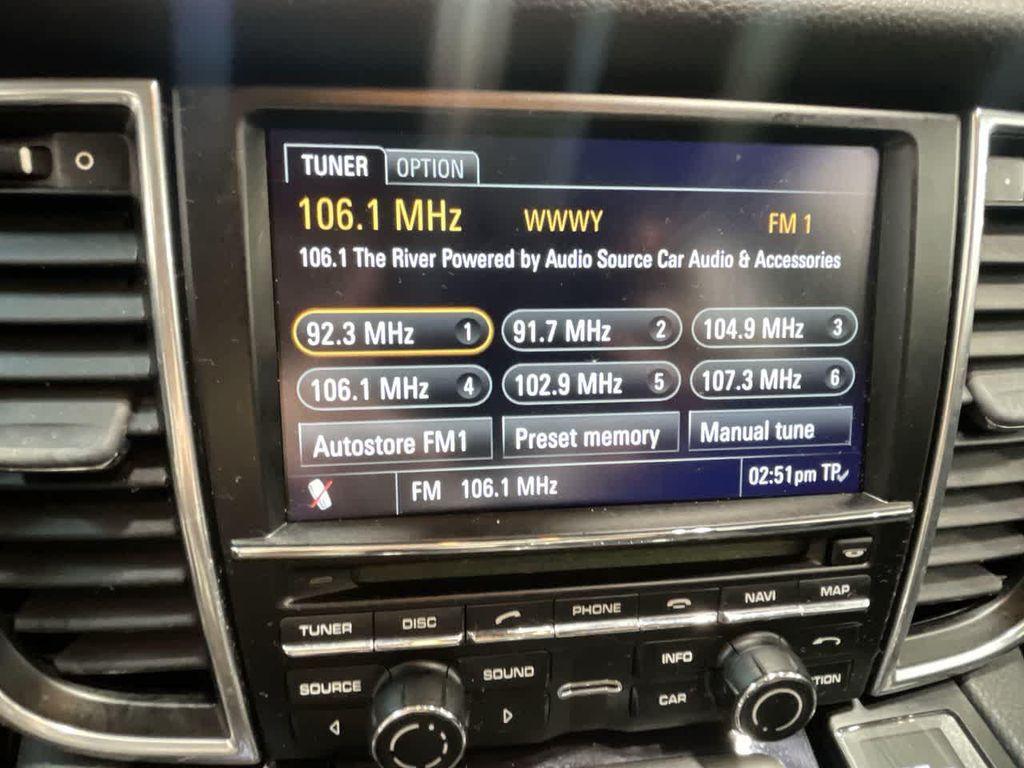 TUNER OPTION
106.1 MHz WWWY FM 1
106.1 The River Powered by Audio Source Car Audio & Accessories
92.3 MHz 1 91.7 MHz 2 104.9 MHz 3
106.1 MHz 4 102.9 MHz 5 107.3 MHz 6
Autostore FM1 Preset memory Manual tune
FM 106.1 MHz 02:51pm TP
TUNER DISC PHONE NAVI MAP
SOURCE SOUND INFO
CAR